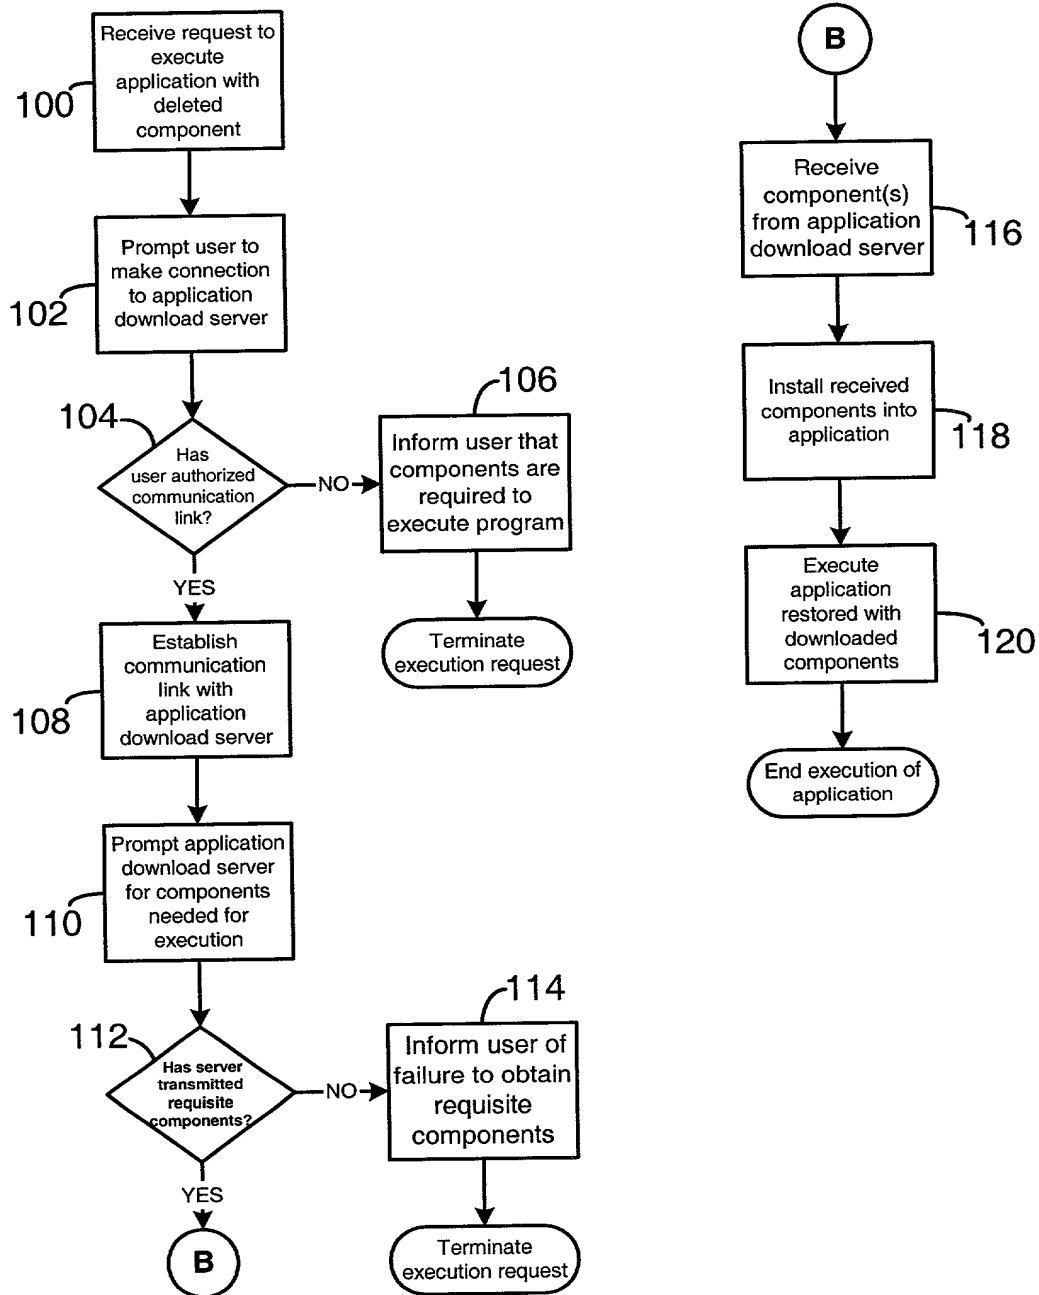 Receive request to
execute
application with
deleted
component
100
Prompt user to
make connection
to application
download server
102
104
Has
user authorized
communication
link?
NO
106
Inform user that
components are
required to
execute program
Terminate
execution request
YES
Establish
communication
link with
application
download server
108
Prompt application
download server
for components
needed for
execution
110
112
Has server
transmitted
requisite
components?
NO
114
Inform user of
failure to obtain
requisite
components
Terminate
execution request
YES
B
B
Receive
component(s)
from application
download server
116
Install received
components into
application
118
Execute
application
restored with
downloaded
components
120
End execution of
application